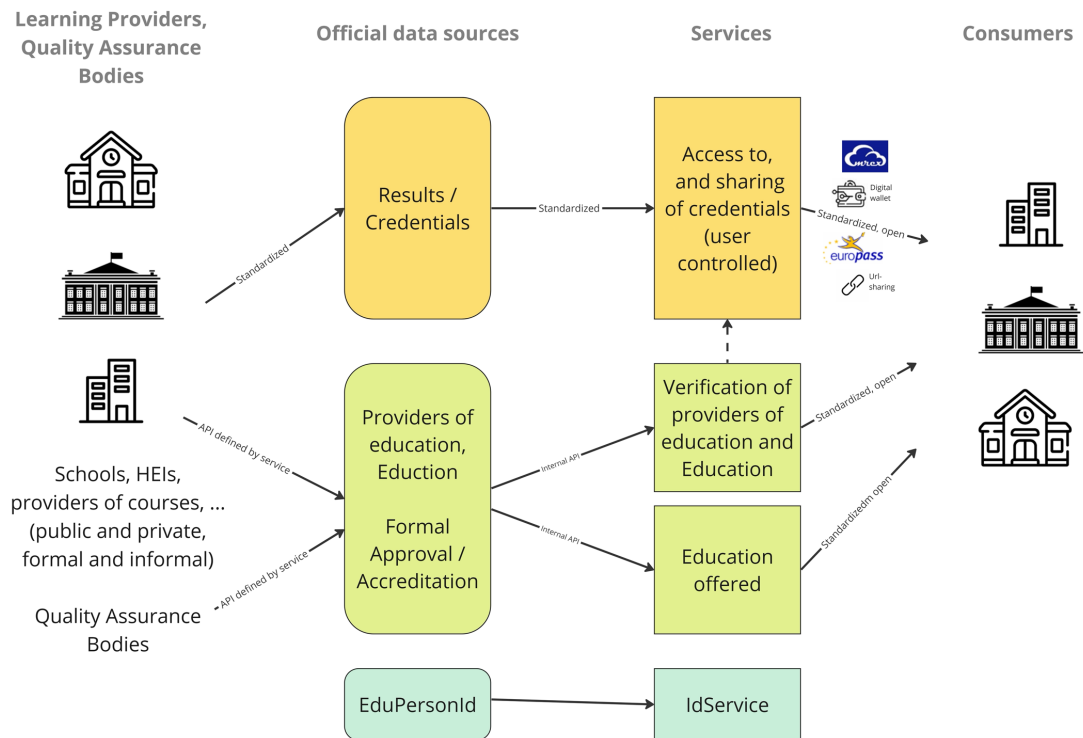 Learning Providers,
Quality Assurance
Bodies
Official data sources
Services
Consumers
Results /
Credentials
Access to,
and sharing
of credentials
(user
controlled)
mrex
Digital
wallet
europass
Url-
sharing
Standardized
Standardized
Standardized, open
Schools, HEIs,
providers of courses, ...
(public and private,
formal and informal)
Quality Assurance
Bodies
API defined by service
API defined by service
Providers of
education,
Eduction
Formal
Approval /
Accreditation
Internal API
Internal API
Verification of
providers of
education and
Education
Education
offered
Standardized, open
Standardizedm open
EduPersonId
IdService